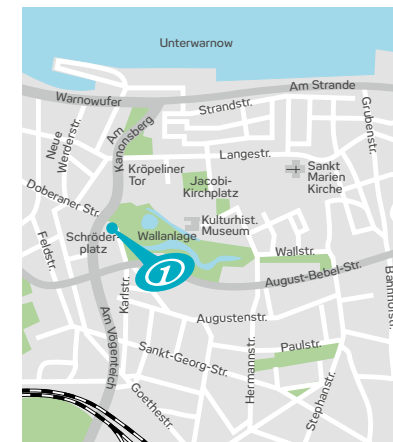 Unterwarnow
Am Strande
Warnowufer
Strandstr.
Grubenstr.
Am
Kanonsberg
Neue
Werderstr.
Langestr.
Kröpeliner
Tor
Jacobi-
Kirchplatz
Sankt
Marien
Kirche
Doberaner Str.
Kulturhist.
Museum
Schröder-
platz
Wallanlage
Wallstr.
Feldstr.
1
August-Bebel-Str.
Bahnhofstr.
Karlstr.
Am Vögenteich
Augustenstr.
Paulstr.
Sankt-Georg-Str.
Hermannstr.
Goethestr.
Stephanstr.